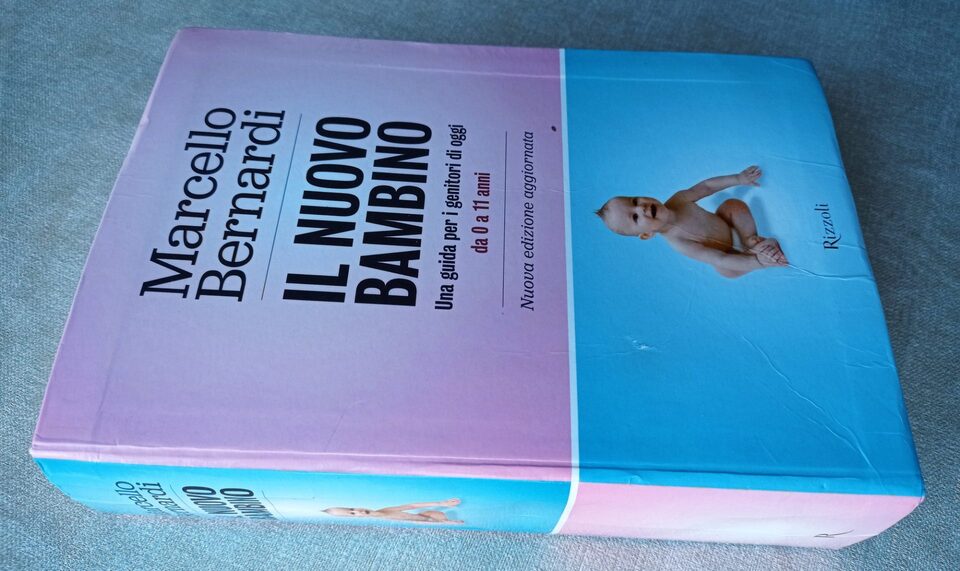 Marcello
Bernardi
IL NUOVO
BAMBINO
Una guida per i genitori di oggi
da 0 a 11 anni
Nuova edizione aggiornata
Rizzoli
R